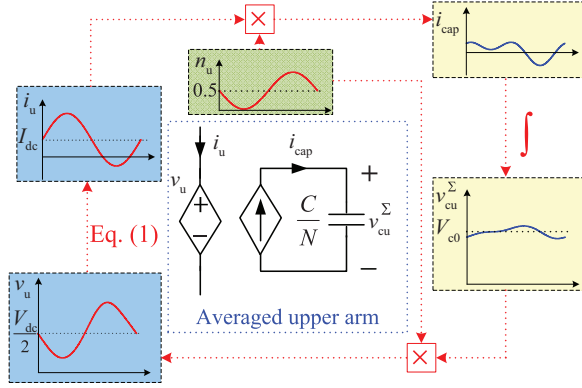 ×
i_cap
n_u
0.5
i_u
I_dc
i_u
i_cap
+
∫
v_u
+
−
C
N
v_cu^Σ
v_cu^Σ
V_c0
Eq. (1)
−
v_u
V_dc
2
Averaged upper arm
×